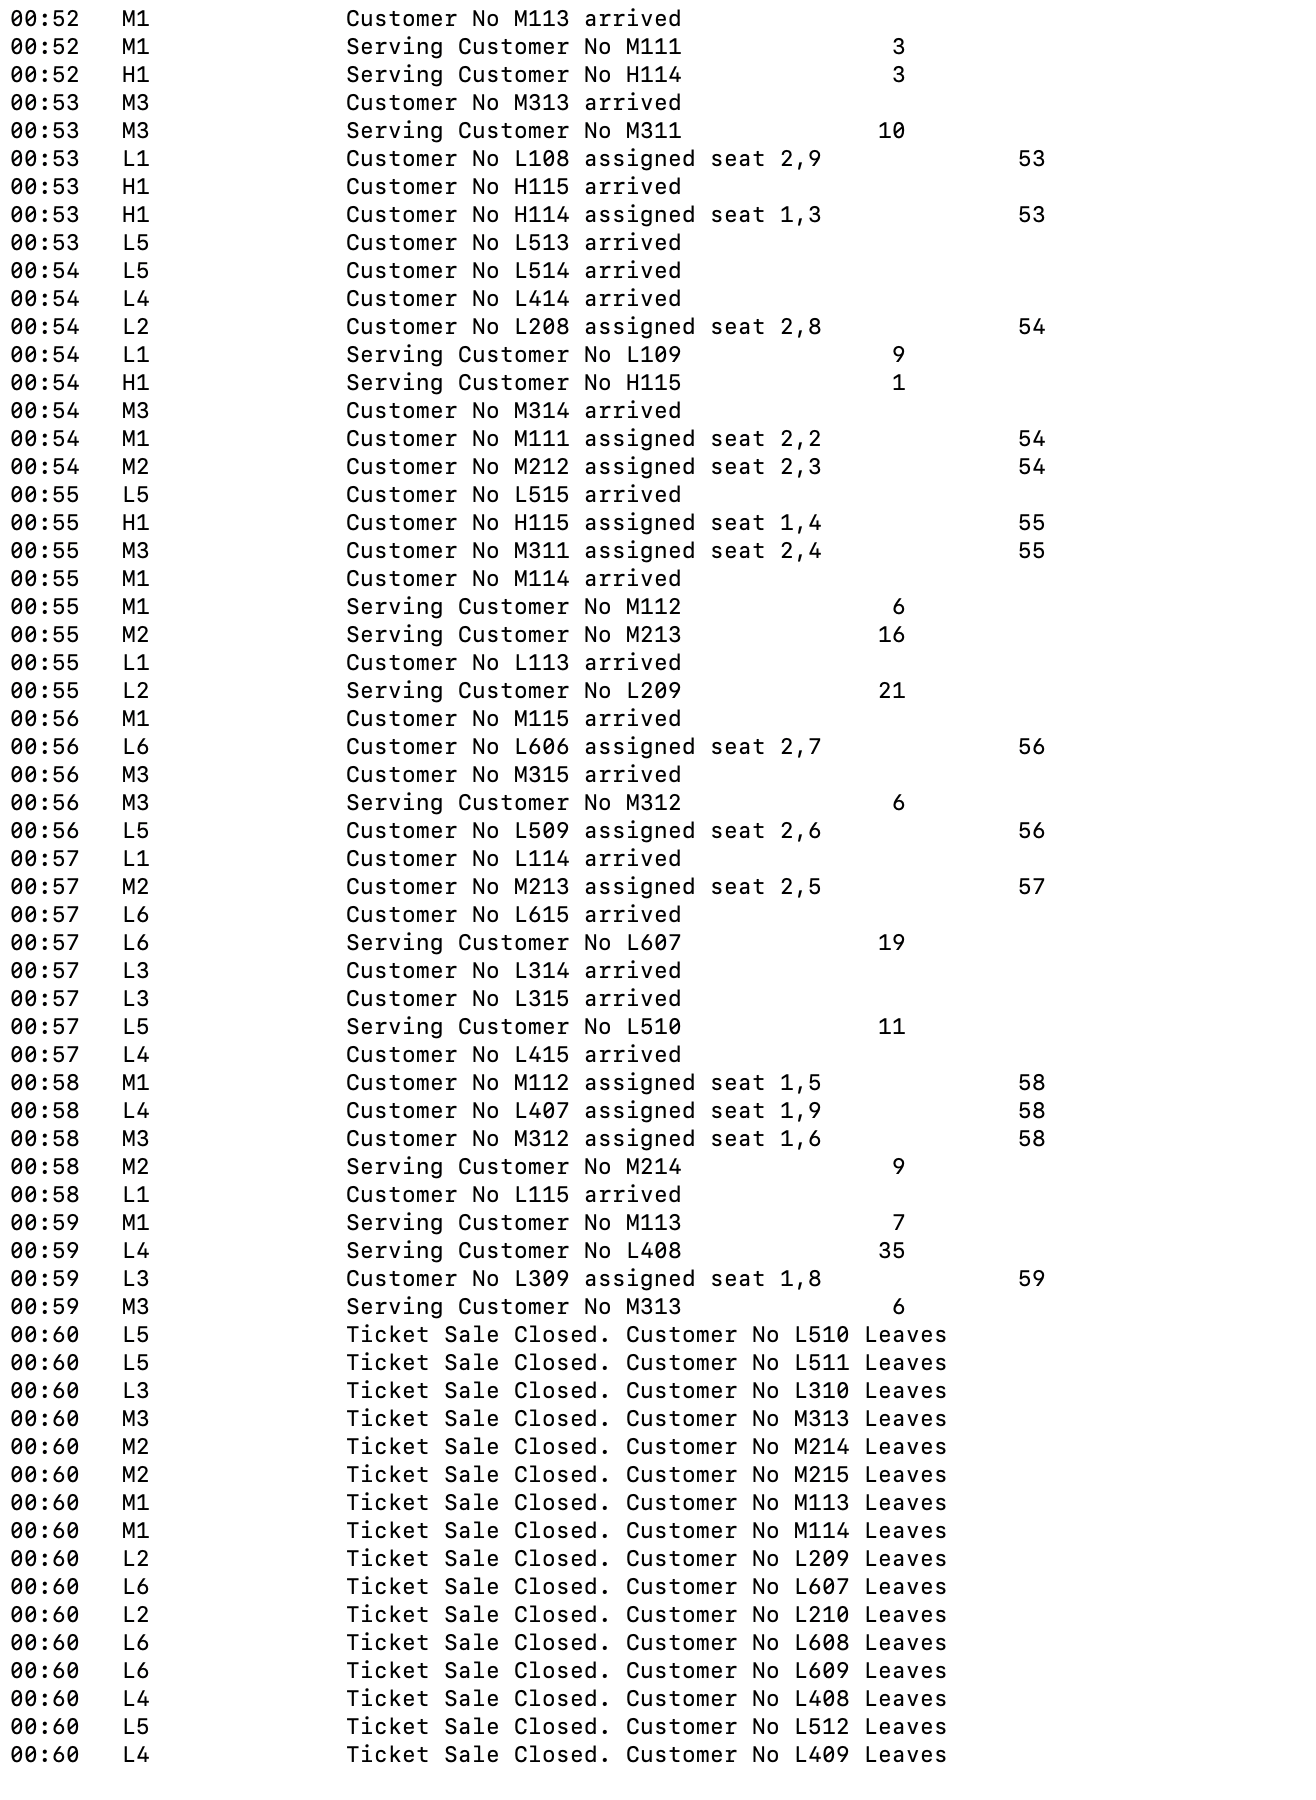 00:52 M1 Customer No M113 arrived
00:52 M1 Serving Customer No M111 3
00:52 H1 Serving Customer No H114 3
00:53 M3 Customer No M313 arrived
00:53 M3 Serving Customer No M311 10
00:53 L1 Customer No L108 assigned seat 2,9 53
00:53 H1 Customer No H115 arrived
00:53 H1 Customer No H114 assigned seat 1,3 53
00:53 L5 Customer No L513 arrived
00:54 L5 Customer No L514 arrived
00:54 L4 Customer No L414 arrived
00:54 L2 Customer No L208 assigned seat 2,8 54
00:54 L1 Serving Customer No L109 9
00:54 H1 Serving Customer No H115 1
00:54 M3 Customer No M314 arrived
00:54 M1 Customer No M111 assigned seat 2,2 54
00:54 M2 Customer No M212 assigned seat 2,3 54
00:55 L5 Customer No L515 arrived
00:55 H1 Customer No H115 assigned seat 1,4 55
00:55 M3 Customer No M311 assigned seat 2,4 55
00:55 M1 Customer No M114 arrived
00:55 M1 Serving Customer No M112 6
00:55 M2 Serving Customer No M213 16
00:55 L1 Customer No L113 arrived
00:55 L2 Serving Customer No L209 21
00:56 M1 Customer No M115 arrived
00:56 L6 Customer No L606 assigned seat 2,7 56
00:56 M3 Customer No M315 arrived
00:56 M3 Serving Customer No M312 6
00:56 L5 Customer No L509 assigned seat 2,6 56
00:57 L1 Customer No L114 arrived
00:57 M2 Customer No M213 assigned seat 2,5 57
00:57 L6 Customer No L615 arrived
00:57 L6 Serving Customer No L607 19
00:57 L3 Customer No L314 arrived
00:57 L3 Customer No L315 arrived
00:57 L5 Serving Customer No L510 11
00:57 L4 Customer No L415 arrived
00:58 M1 Customer No M112 assigned seat 1,5 58
00:58 L4 Customer No L407 assigned seat 1,9 58
00:58 M3 Customer No M312 assigned seat 1,6 58
00:58 M2 Serving Customer No M214 9
00:58 L1 Customer No L115 arrived
00:59 M1 Serving Customer No M113 7
00:59 L4 Serving Customer No L408 35
00:59 L3 Customer No L309 assigned seat 1,8 59
00:59 M3 Serving Customer No M313 6
00:60 L5 Ticket Sale Closed. Customer No L510 Leaves
00:60 L5 Ticket Sale Closed. Customer No L511 Leaves
00:60 L3 Ticket Sale Closed. Customer No L310 Leaves
00:60 M3 Ticket Sale Closed. Customer No M313 Leaves
00:60 M2 Ticket Sale Closed. Customer No M214 Leaves
00:60 M2 Ticket Sale Closed. Customer No M215 Leaves
00:60 M1 Ticket Sale Closed. Customer No M113 Leaves
00:60 M1 Ticket Sale Closed. Customer No M114 Leaves
00:60 L2 Ticket Sale Closed. Customer No L209 Leaves
00:60 L6 Ticket Sale Closed. Customer No L607 Leaves
00:60 L2 Ticket Sale Closed. Customer No L210 Leaves
00:60 L6 Ticket Sale Closed. Customer No L608 Leaves
00:60 L6 Ticket Sale Closed. Customer No L609 Leaves
00:60 L4 Ticket Sale Closed. Customer No L408 Leaves
00:60 L5 Ticket Sale Closed. Customer No L512 Leaves
00:60 L4 Ticket Sale Closed. Customer No L409 Leaves